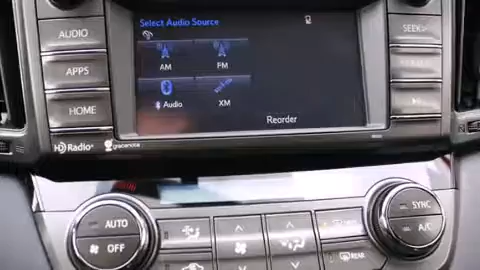 Select Audio Source
AUDIO
SEEK
AM
FM
APPS
Audio
XM
HOME
Reorder
HD Radio
gracenote
AUTO
OFF
SYNC
A/C
REAR